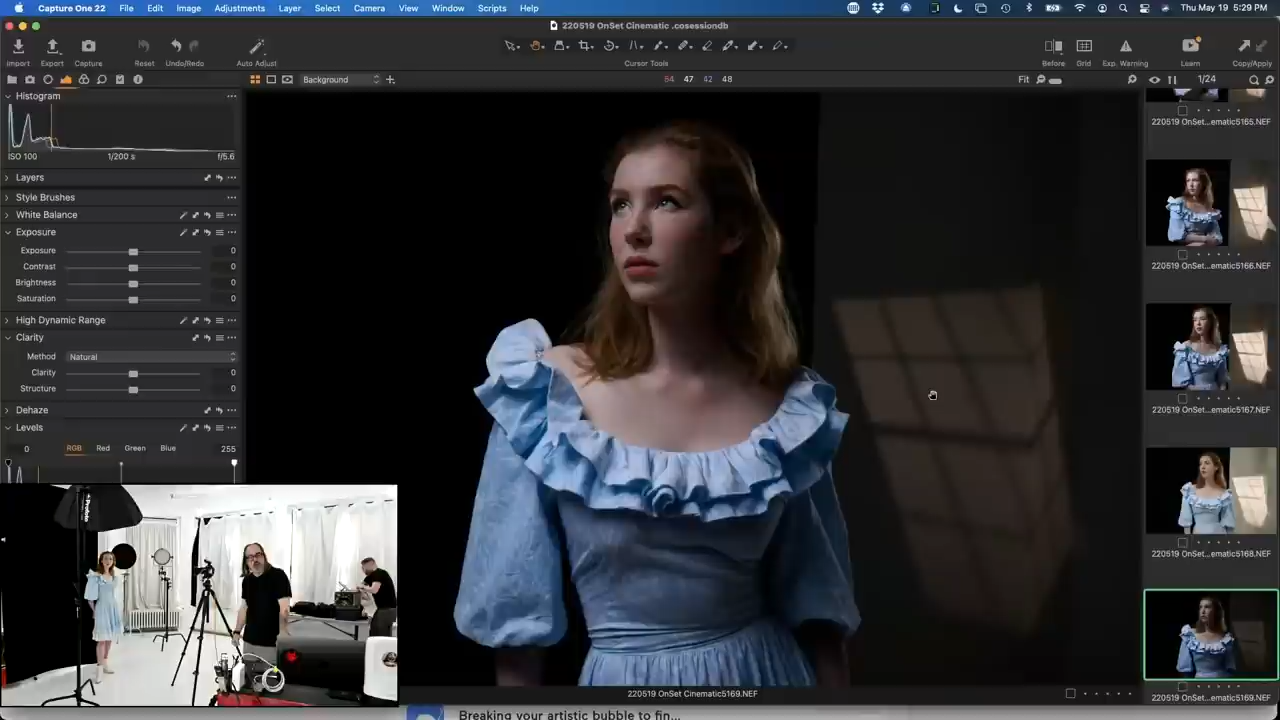 Capture One 22 File Edit View Image Adjustments Layer Select Camera View Window Scripts Help Thu May 19 5:29 PM
220519 OnSet Cinematic .cosessiondb
Import Export Capture Reset Undo/Redo Auto Adjust Cursor Tools Before Grid Exp. Warning Learn Copy/Apply
Background 54 47 42 48 Fit 1/24
Histogram
ISO 100 1/200 s f/5.6
Layers
Style Brushes
White Balance
Exposure
Exposure 0
Contrast 0
Brightness 0
Saturation 0
High Dynamic Range
Clarity
Method Natural
Clarity 0
Structure 0
Dehaze
Levels
0 RGB Red Green Blue 255
Profoto
220519 OnSet Cinematic5169.NEF
220519 OnSet...ematic5165.NEF
220519 OnSet...ematic5166.NEF
220519 OnSet...ematic5167.NEF
220519 OnSet...ematic5168.NEF
220519 OnSet...ematic5169.NEF
Breaking your artistic bubble to fin...